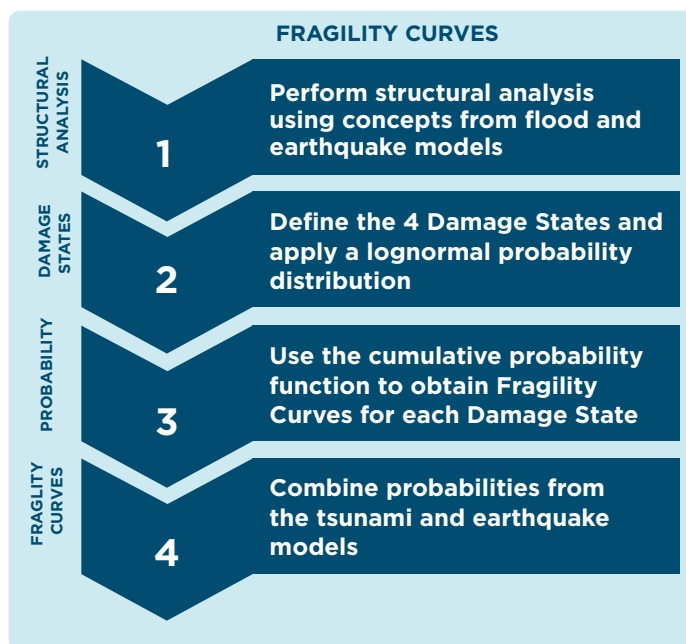 FRAGILITY CURVES
STRUCTURAL
ANALYSIS
1
Perform structural analysis
using concepts from flood and
earthquake models
DAMAGE
STATES
2
Define the 4 Damage States and
apply a lognormal probability
distribution
PROBABILITY
3
Use the cumulative probability
function to obtain Fragility
Curves for each Damage State
FRAGLITY
CURVES
4
Combine probabilities from
the tsunami and earthquake
models